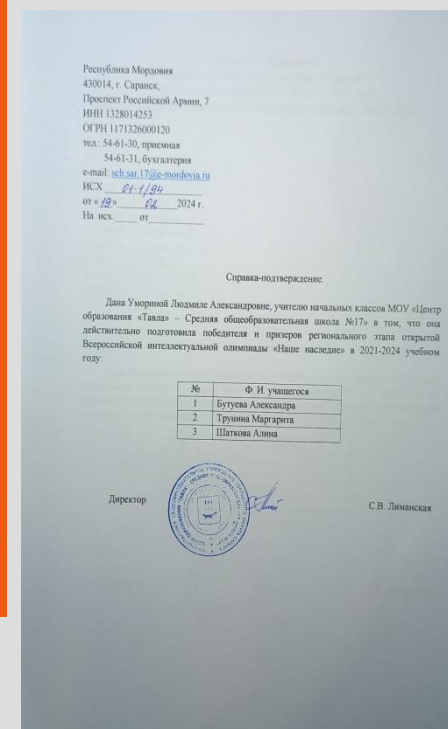 Республика Мордовия
430014, г. Саранск,
Проспект Российской Армии, 7
ИНН 1328014253
ОГРН 1171326000120
тел.: 54-61-30, приемная
54-61-31, бухгалтерия
e-mail: sch.sar.17@e-mordovia.ru
ИСХ 01-1/94
от «19» 02 2024 г.
На исх. от
Справка-подтверждение.
Дана Умориной Людмиле Александровне, учителю начальных классов МОУ «Центр
образования «Тавла» – Средняя общеобразовательная школа №17» в том, что она
действительно подготовила победителя и призеров регионального этапа открытой
Всероссийской интеллектуальной олимпиады «Наше наследие» в 2021-2024 учебном
году:
№ Ф. И. учащегося
1 Бутуева Александра
2 Трунина Маргарита
3 Шаткова Алина
Директор С.В. Лиманская